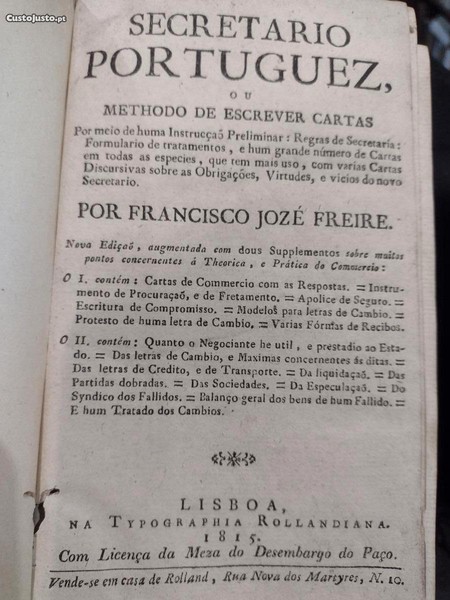 CustoJusto.pt
SECRETARIO
PORTUGUEZ,
OU
METHODO DE ESCREVER CARTAS
Por meio de huma Instrucçaõ Preliminar: Regras de Secretaria:
Formulario de tratamentos, e hum grande número de Cartas
em todas as especies, que tem mais uso, com varias Cartas
Discursivas sobre as Obrigações, Virtudes, e vicios do novo
Secretario.
POR FRANCISCO JOZÉ FREIRE.
Nova Ediçaõ, augmentada com dous Supplementos sobre muitos
pontos concernentes á Theorica, e Prática do Commercio:
O I. contém: Cartas de Commercio com as Respostas. = Instru-
mento de Procuraçaõ, e de Fretamento. = Apolice de Seguro. =
Escritura de Compromisso. = Modelos para letras de Cambio. =
Protesto de huma letra de Cambio. = Varias Fórmas de Recibos.
O II. contém: Quanto o Negociante he util, e prestadio ao Esta-
do. = Das letras de Cambio, e Maximas concernentes ás ditas. =
Das letras de Credito, e de Transporte. = Da liquidaçaõ. = Das
Partidas dobradas. = Das Sociedades. = Da Especulaçaõ. = Do
Syndico dos Fallidos. = Balanço geral dos bens de hum Fallido. =
E hum Tratado dos Cambios.
LISBOA,
NA TYPOGRAPHIA ROLLANDIANA.
1815.
Com Licença da Meza do Desembargo do Paço.
Vende-se em casa de Rolland, Rua Nova dos Martyres, N. 10.